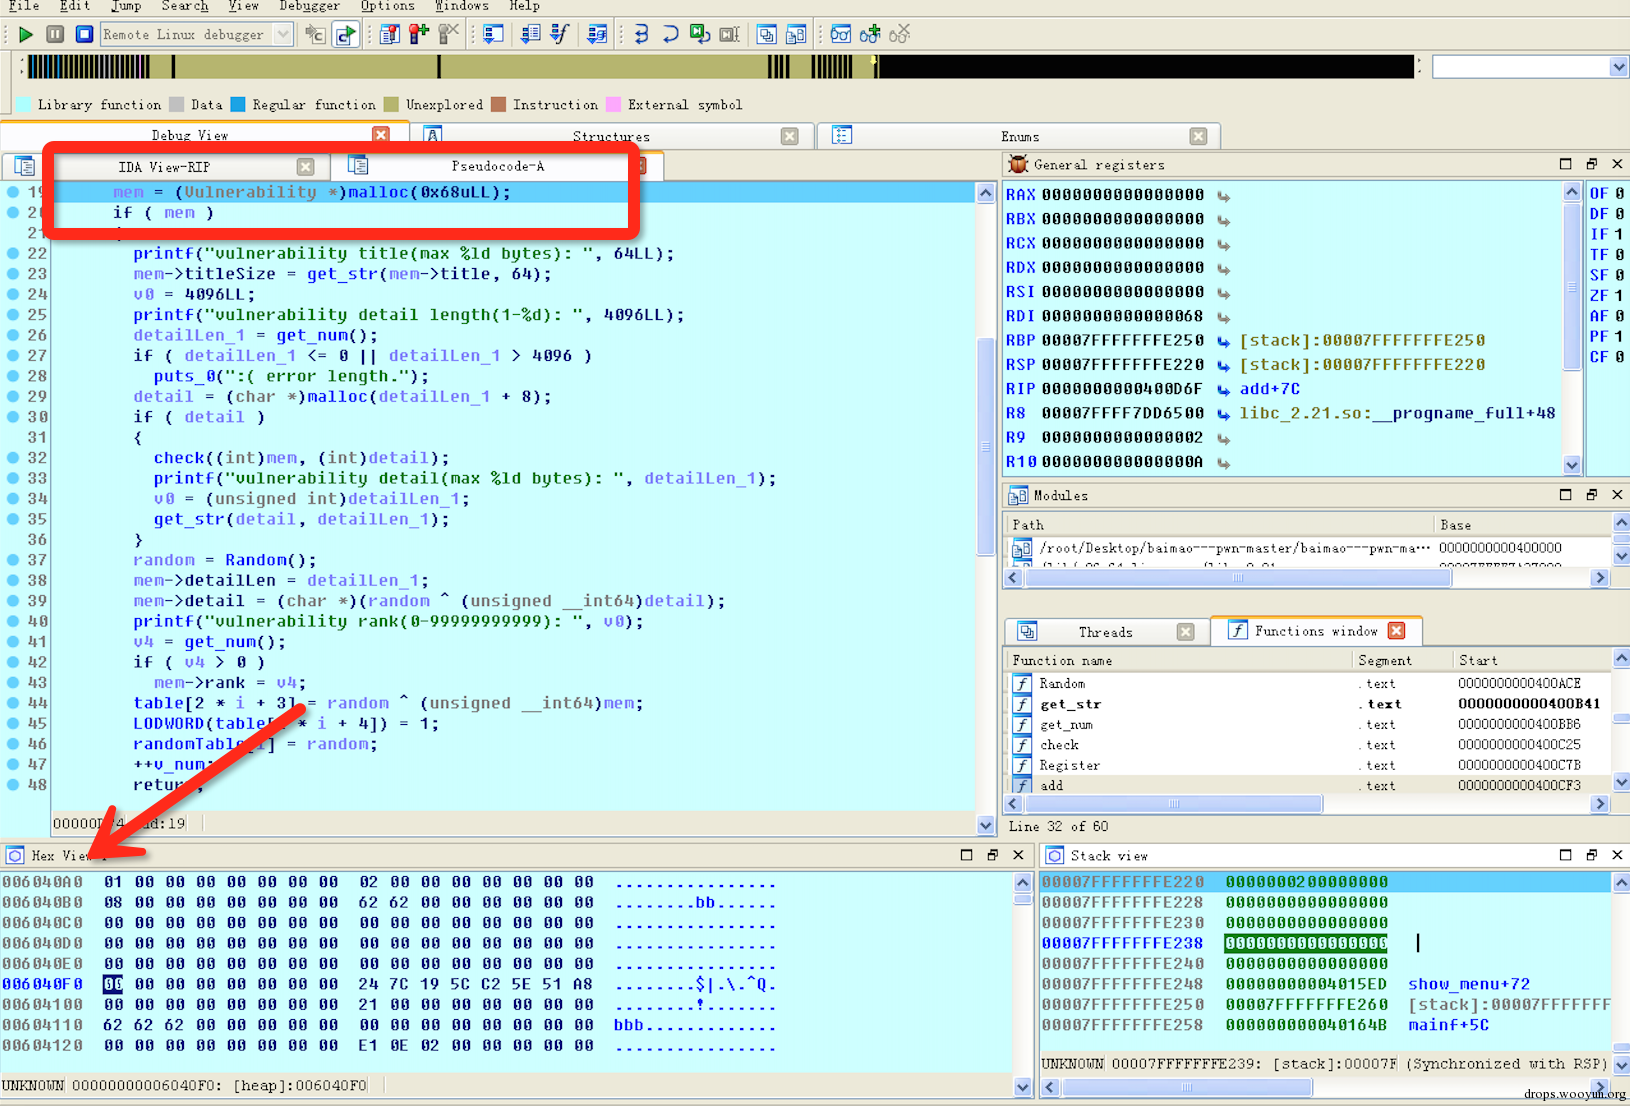 File Edit Jump Search View Debugger Options Windows Help
Remote Linux debugger
Library function Data Regular function Unexplored Instruction External symbol
Debug View Structures Enums
IDA View-RIP Pseudocode-A
19 mem = (Vulnerability *)malloc(0x68uLL);
20 if ( mem )
21
22 printf("vulnerability title(max %ld bytes): ", 64LL);
23 mem->titleSize = get_str(mem->title, 64);
24 v0 = 4096LL;
25 printf("vulnerability detail length(1-%d): ", 4096LL);
26 detailLen_1 = get_num();
27 if ( detailLen_1 <= 0 || detailLen_1 > 4096 )
28 puts_0(":( error length.");
29 detail = (char *)malloc(detailLen_1 + 8);
30 if ( detail )
31 {
32 check((int)mem, (int)detail);
33 printf("vulnerability detail(max %ld bytes): ", detailLen_1);
34 v0 = (unsigned int)detailLen_1;
35 get_str(detail, detailLen_1);
36 }
37 random = Random();
38 mem->detailLen = detailLen_1;
39 mem->detail = (char *)(random ^ (unsigned __int64)detail);
40 printf("vulnerability rank(0-99999999999): ", v0);
41 v4 = get_num();
42 if ( v4 > 0 )
43 mem->rank = v4;
44 table[2 * i + 3] = random ^ (unsigned __int64)mem;
45 LODWORD(table[ * i + 4]) = 1;
46 randomTable[ ] = random;
47 ++v_num;
48 return;
:19
General registers
RAX 0000000000000000
RBX 0000000000000000
RCX 0000000000000000
RDX 0000000000000000
RSI 0000000000000000
RDI 0000000000000068
RBP 00007FFFFFFFE250 [stack]:00007FFFFFFFE250
RSP 00007FFFFFFFE220 [stack]:00007FFFFFFFE220
RIP 0000000000400D6F add+7C
R8 00007FFFF7DD6500 libc_2.21.so:__progname_full+48
R9 0000000000000002
R10 000000000000000A
OF 0
DF 0
IF 1
TF 0
SF 0
ZF 1
AF 0
PF 1
CF 0
Modules
Path Base
/root/Desktop/baimao---pwn-master/baimao---pwn-ma··· 0000000000400000
Threads Functions window
Function name Segment Start
Random .text 0000000000400ACE
get_str .text 0000000000400B41
get_num .text 0000000000400BB6
check .text 0000000000400C25
Register .text 0000000000400C7B
add .text 0000000000400CF3
Line 32 of 60
Hex View
006040A0 01 00 00 00 00 00 00 00 02 00 00 00 00 00 00 00 ................
006040B0 08 00 00 00 00 00 00 00 62 62 00 00 00 00 00 00 ........bb......
006040C0 00 00 00 00 00 00 00 00 00 00 00 00 00 00 00 00 ................
006040D0 00 00 00 00 00 00 00 00 00 00 00 00 00 00 00 00 ................
006040E0 00 00 00 00 00 00 00 00 00 00 00 00 00 00 00 00 ................
006040F0 00 00 00 00 00 00 00 00 24 7C 19 5C C2 5E 51 A8 ........$|.\.^Q.
00604100 00 00 00 00 00 00 00 00 21 00 00 00 00 00 00 00 ........!.......
00604110 62 62 62 00 00 00 00 00 00 00 00 00 00 00 00 00 bbb.............
00604120 00 00 00 00 00 00 00 00 E1 0E 02 00 00 00 00 00 ................
UNKNOWN 00000000006040F0: [heap]:006040F0
Stack view
00007FFFFFFFE220 0000000200000000
00007FFFFFFFE228 0000000000000000
00007FFFFFFFE230 0000000000000000
00007FFFFFFFE238 0000000000000000
00007FFFFFFFE240 0000000000000000
00007FFFFFFFE248 00000000004015ED show_menu+72
00007FFFFFFFE250 00007FFFFFFFE260 [stack]:00007FFFFFFF
00007FFFFFFFE258 000000000040164B mainf+5C
UNKNOWN 00007FFFFFFFE239: [stack]:00007F (Synchronized with RSP)
drops.wooyun.org